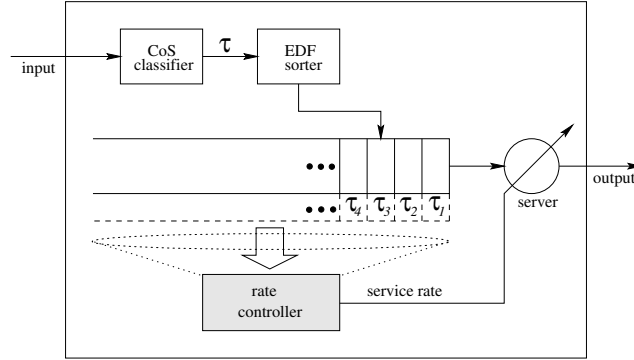 input
CoS
classifier
τ
EDF
sorter
τ4 τ3 τ2 τ1
server
output
rate
controller
service rate